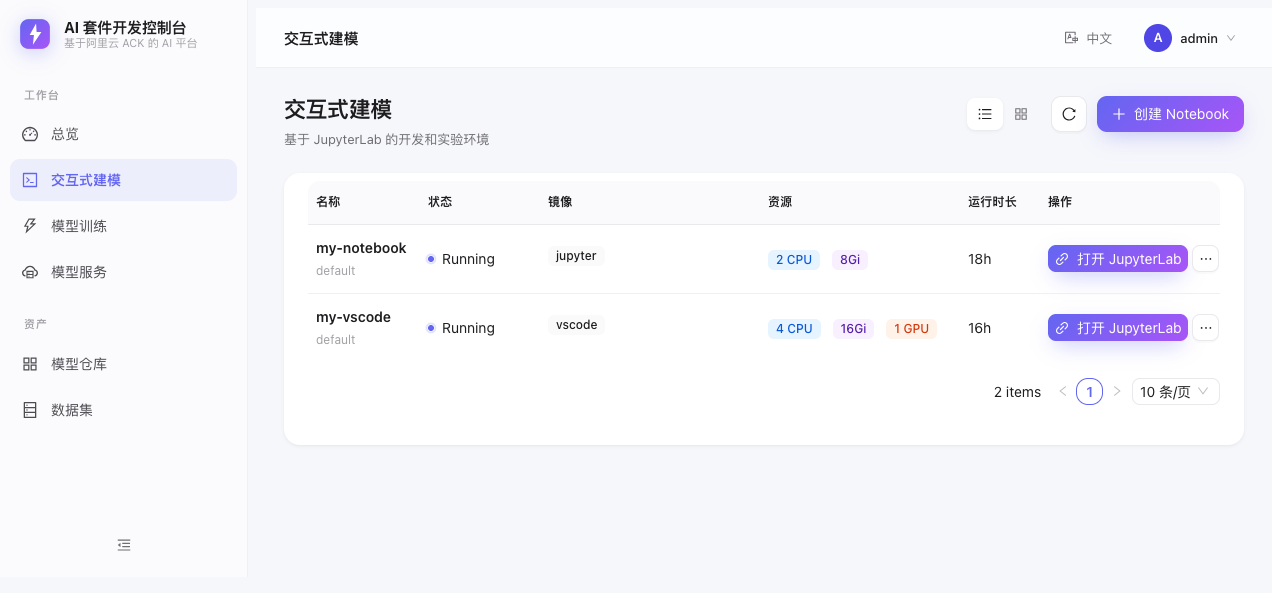 AI 套件开发控制台
基于阿里云 ACK 的 AI 平台
工作台
总览
交互式建模
模型训练
模型服务
资产
模型仓库
数据集
交互式建模
中文
A admin
交互式建模
基于 JupyterLab 的开发和实验环境
创建 Notebook
名称 状态 镜像 资源 运行时长 操作
my-notebook
default
Running jupyter 2 CPU 8Gi 18h 打开 JupyterLab
my-vscode
default
Running vscode 4 CPU 16Gi 1 GPU 16h 打开 JupyterLab
2 items 1 10 条/页